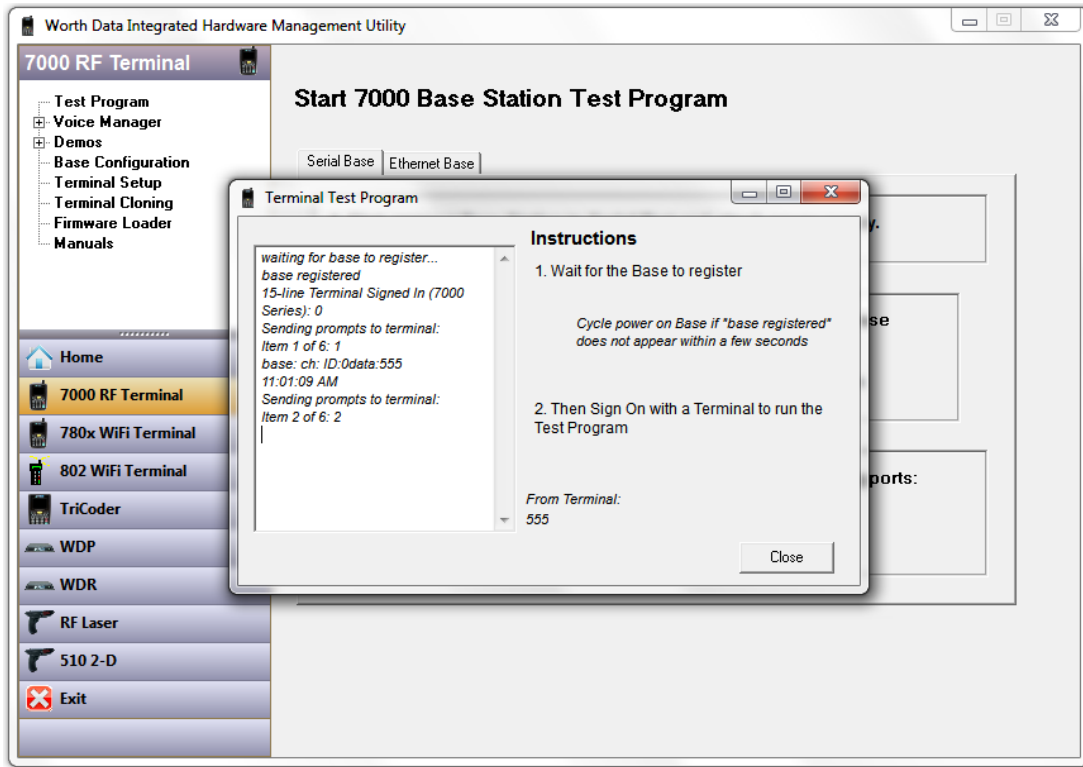 Worth Data Integrated Hardware Management Utility
7000 RF Terminal
Test Program
Voice Manager
Demos
Base Configuration
Terminal Setup
Terminal Cloning
Firmware Loader
Manuals
Home
7000 RF Terminal
780x WiFi Terminal
802 WiFi Terminal
TriCoder
WDP
WDR
RF Laser
510 2-D
Exit
Start 7000 Base Station Test Program
Serial Base
Ethernet Base
y.
se
ports:
Terminal Test Program
waiting for base to register...
base registered
15-line Terminal Signed In (7000
Series): 0
Sending prompts to terminal:
Item 1 of 6: 1
base: ch: ID:0data:555
11:01:09 AM
Sending prompts to terminal:
Item 2 of 6: 2
Instructions
1. Wait for the Base to register
Cycle power on Base if "base registered"
does not appear within a few seconds
2. Then Sign On with a Terminal to run the
Test Program
From Terminal:
555
Close